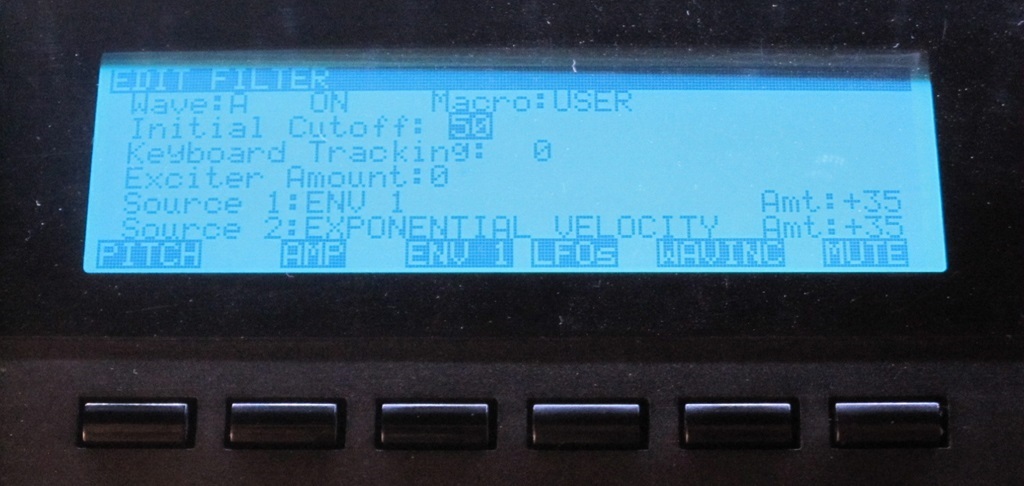 EDIT FILTER
Wave:A ON Macro:USER
Initial Cutoff: 50
Keyboard Tracking: 0
Exciter Amount:0
Source 1:ENV 1 Amt:+35
Source 2:EXPONENTIAL VELOCITY Amt:+35
PITCH AMP ENV 1 LFOs WAVING MUTE